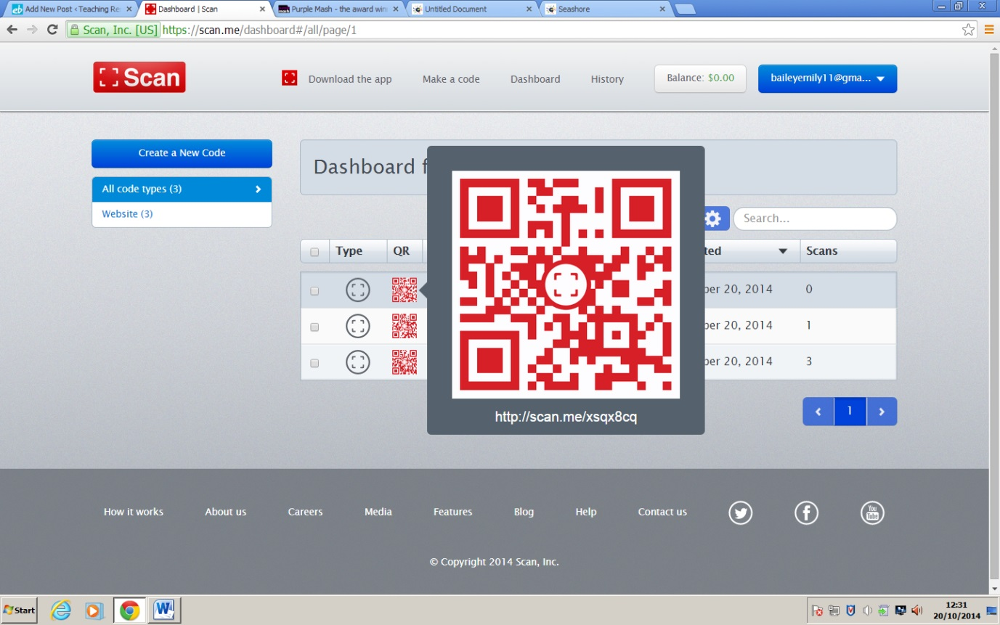 Add New Post ‹ Teaching Re
Dashboard | Scan
Purple Mash - the award win
Untitled Document
Seashore
Scan, Inc. [US] https://scan.me/dashboard#/all/page/1
Scan
Download the app
Make a code
Dashboard
History
Balance: $0.00
baileyemily11@gma...
Create a New Code
All code types (3)
Website (3)
Dashboard f
Search...
Type
QR
ted
Scans
ber 20, 2014 0
ber 20, 2014 1
ber 20, 2014 3
http://scan.me/xsqx8cq
1
How it works
About us
Careers
Media
Features
Blog
Help
Contact us
You
Tube
© Copyright 2014 Scan, Inc.
Start
12:31
20/10/2014